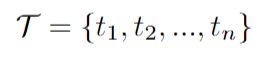 𝒯 = {t₁, t₂, ..., tₙ}